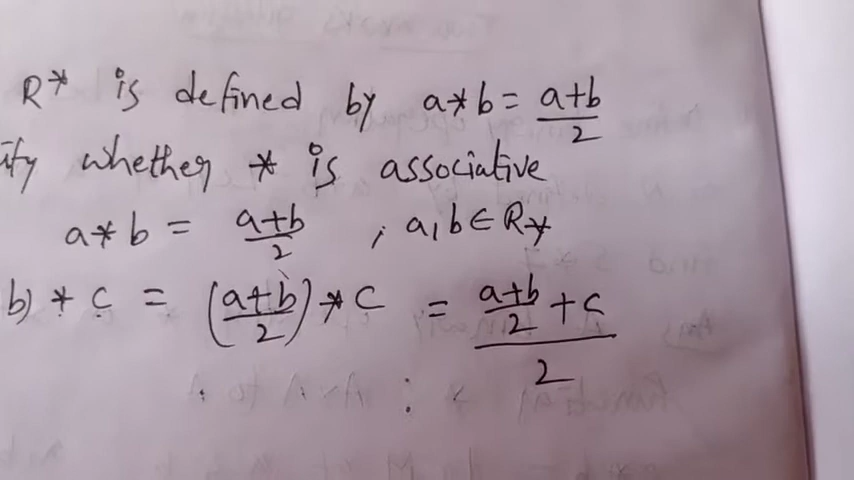 R* is defined by a*b = a+b/2
ify whether * is associative
a*b = a+b/2 , a,b ∈ R*
b) * c = (a+b/2) * c = a+b/2 + c / 2